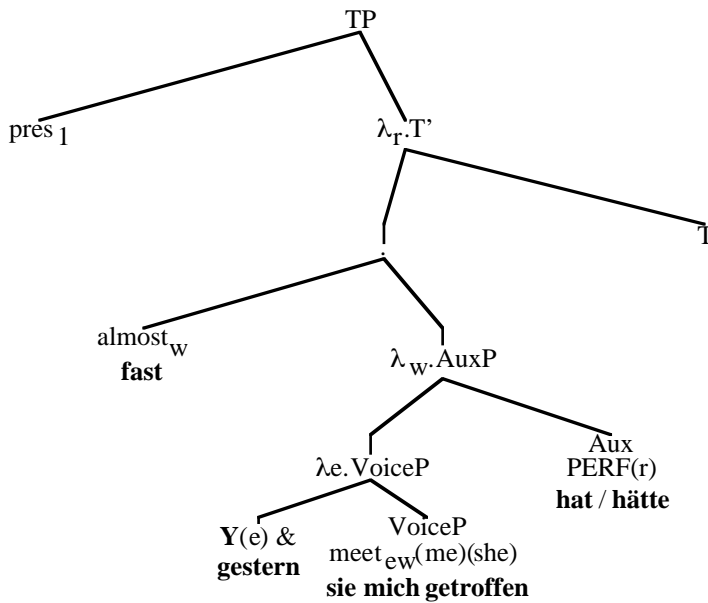 TP
pres 1
λr.T'
T
.
almost w
fast
λw.AuxP
Aux
PERF(r)
hat / hätte
λe.VoiceP
Y(e) &
gestern
VoiceP
meet ew(me)(she)
sie mich getroffen